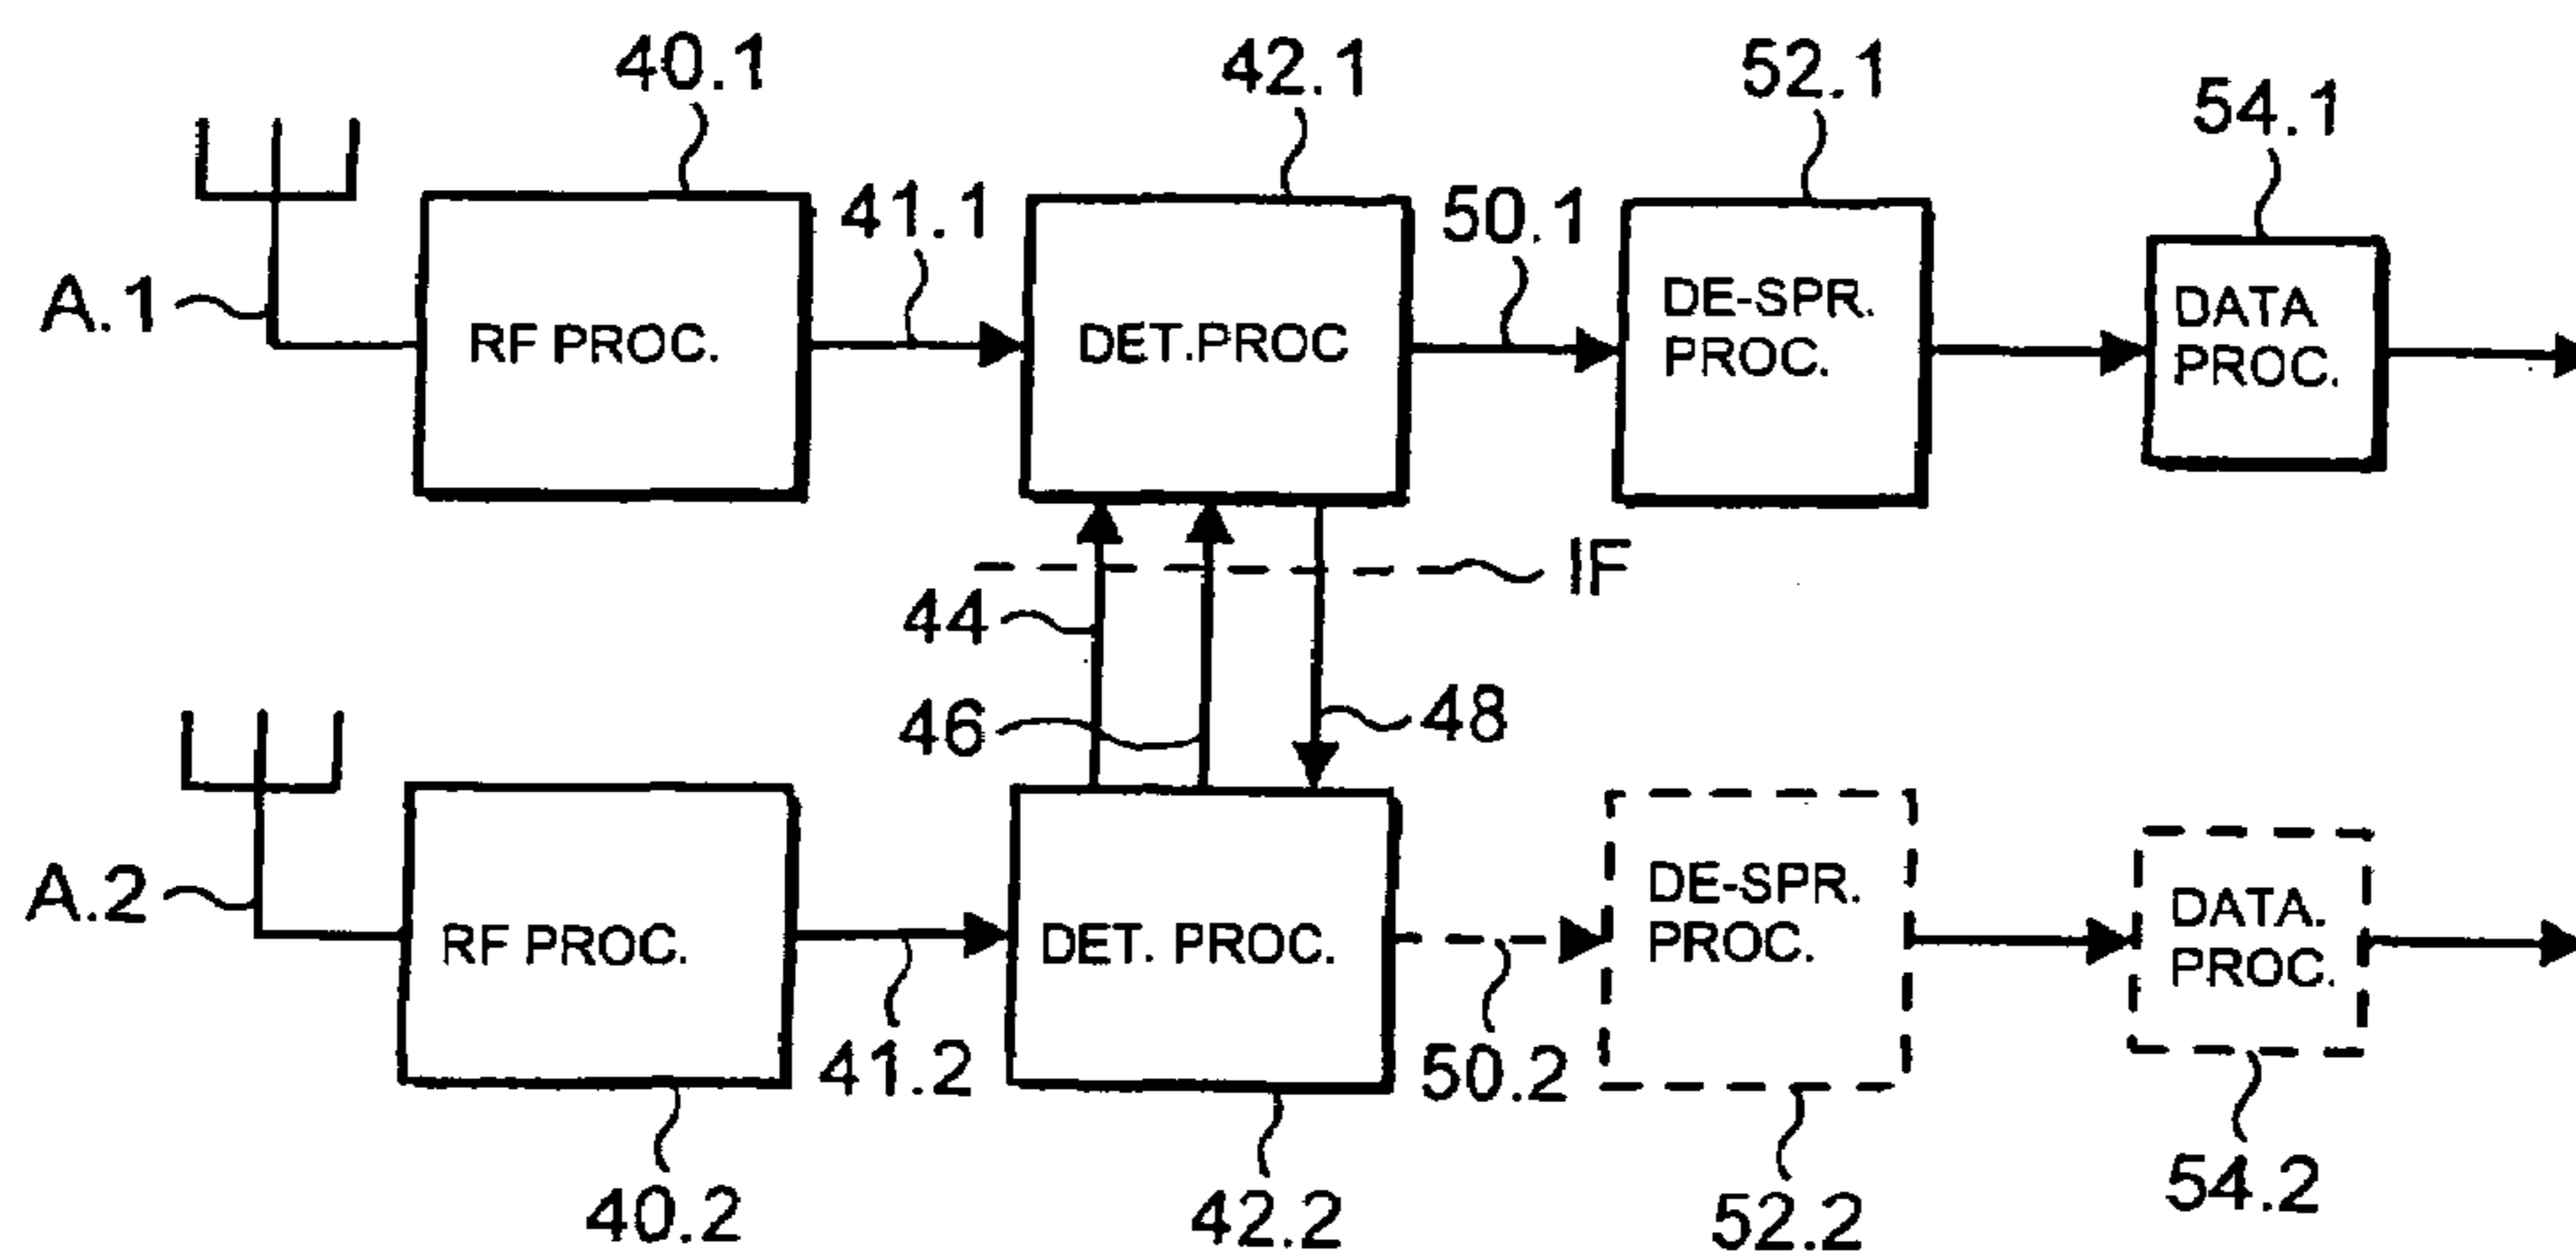 40.1
42.1
52.1
54.1
41.1
50.1
A.1
RF PROC.
DET.PROC
DE-SPR.
PROC.
DATA
PROC.
IF
44
46
48
A.2
RF PROC.
DET. PROC.
DE-SPR.
PROC.
DATA.
PROC.
41.2
50.2
40.2
42.2
52.2
54.2